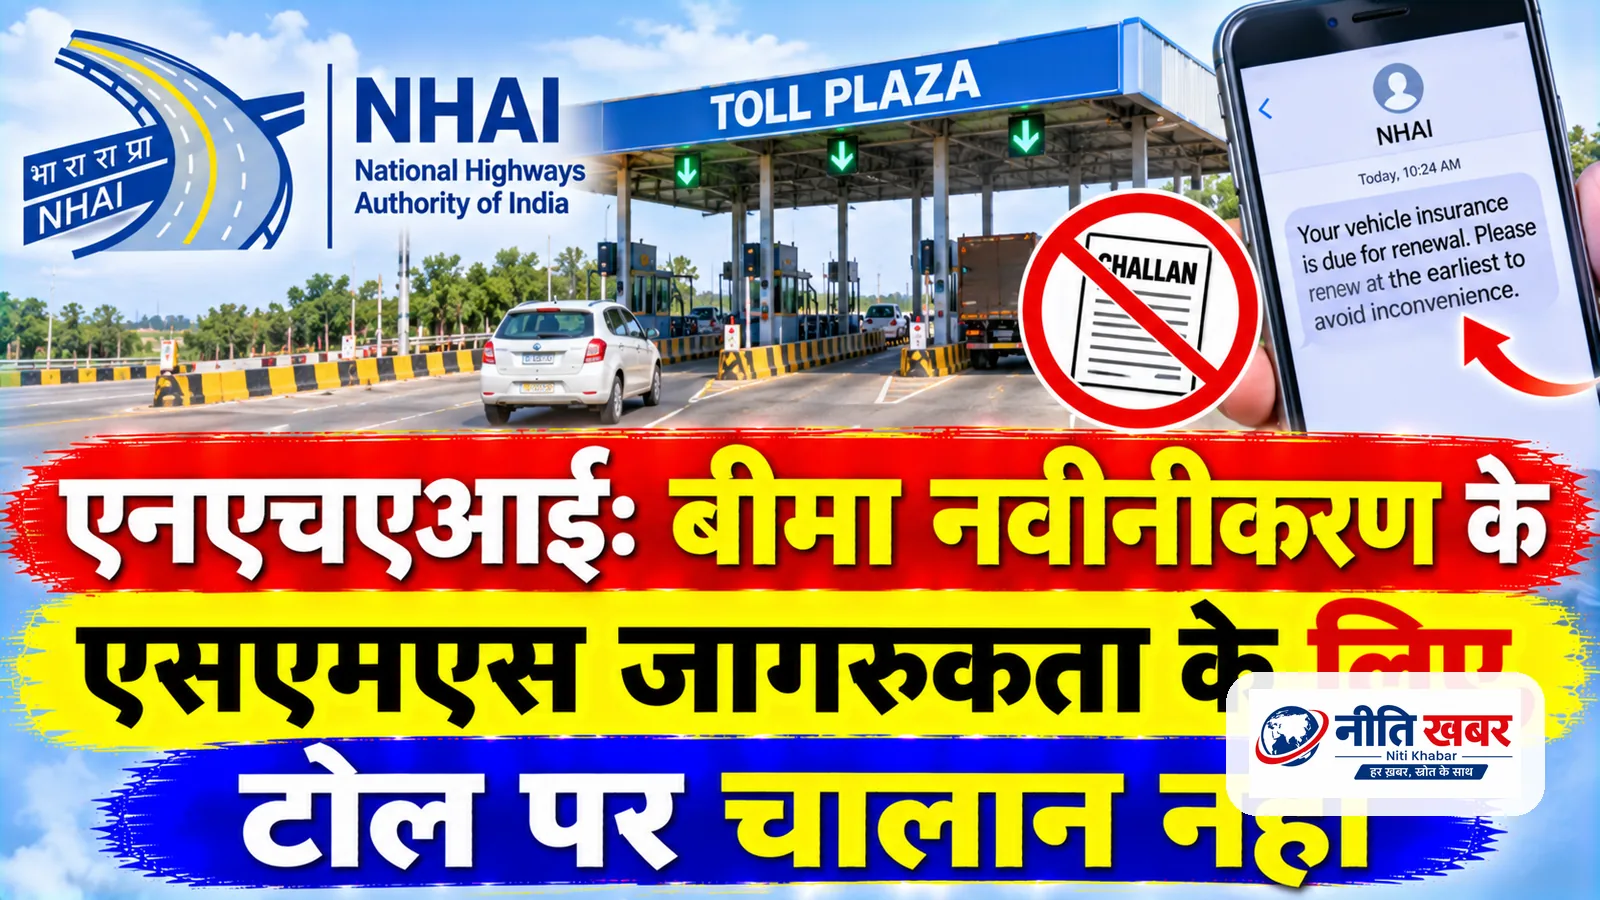 भा रा रा प्रा
NHAI
NHAI
National Highways
Authority of India
TOLL PLAZA
CHALLAN
NHAI
Today, 10:24 AM
Your vehicle insurance
is due for renewal. Please
renew at the earliest to
avoid inconvenience.
एनएचएआई: बीमा नवीनीकरण के
एसएमएस जागरुकता के लिए,
टोल पर चालान नहीं
नीति खबर
Niti Khabar
हर ख़बर, स्रोत के साथ